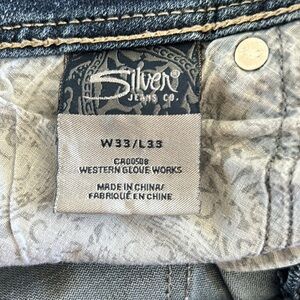 Silver
JEANS CO.
W33/L33
CA00508
WESTERN GLOVE WORKS
MADE IN CHINA/
FABRIQUÉ EN CHINE